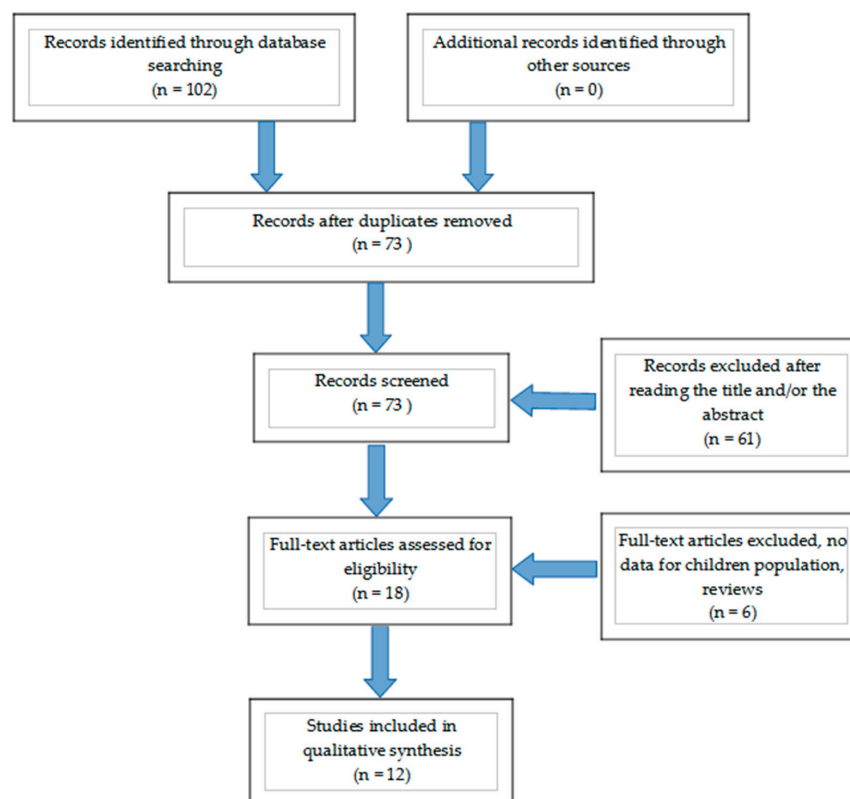 Records identified through database
searching
(n = 102)
Additional records identified through
other sources
(n = 0)
Records after duplicates removed
(n = 73 )
Records screened
(n = 73 )
Records excluded after
reading the title and/or the
abstract
(n = 61)
Full-text articles assessed for
eligibility
(n = 18)
Full-text articles excluded, no
data for children population,
reviews
(n = 6)
Studies included in
qualitative synthesis
(n = 12)